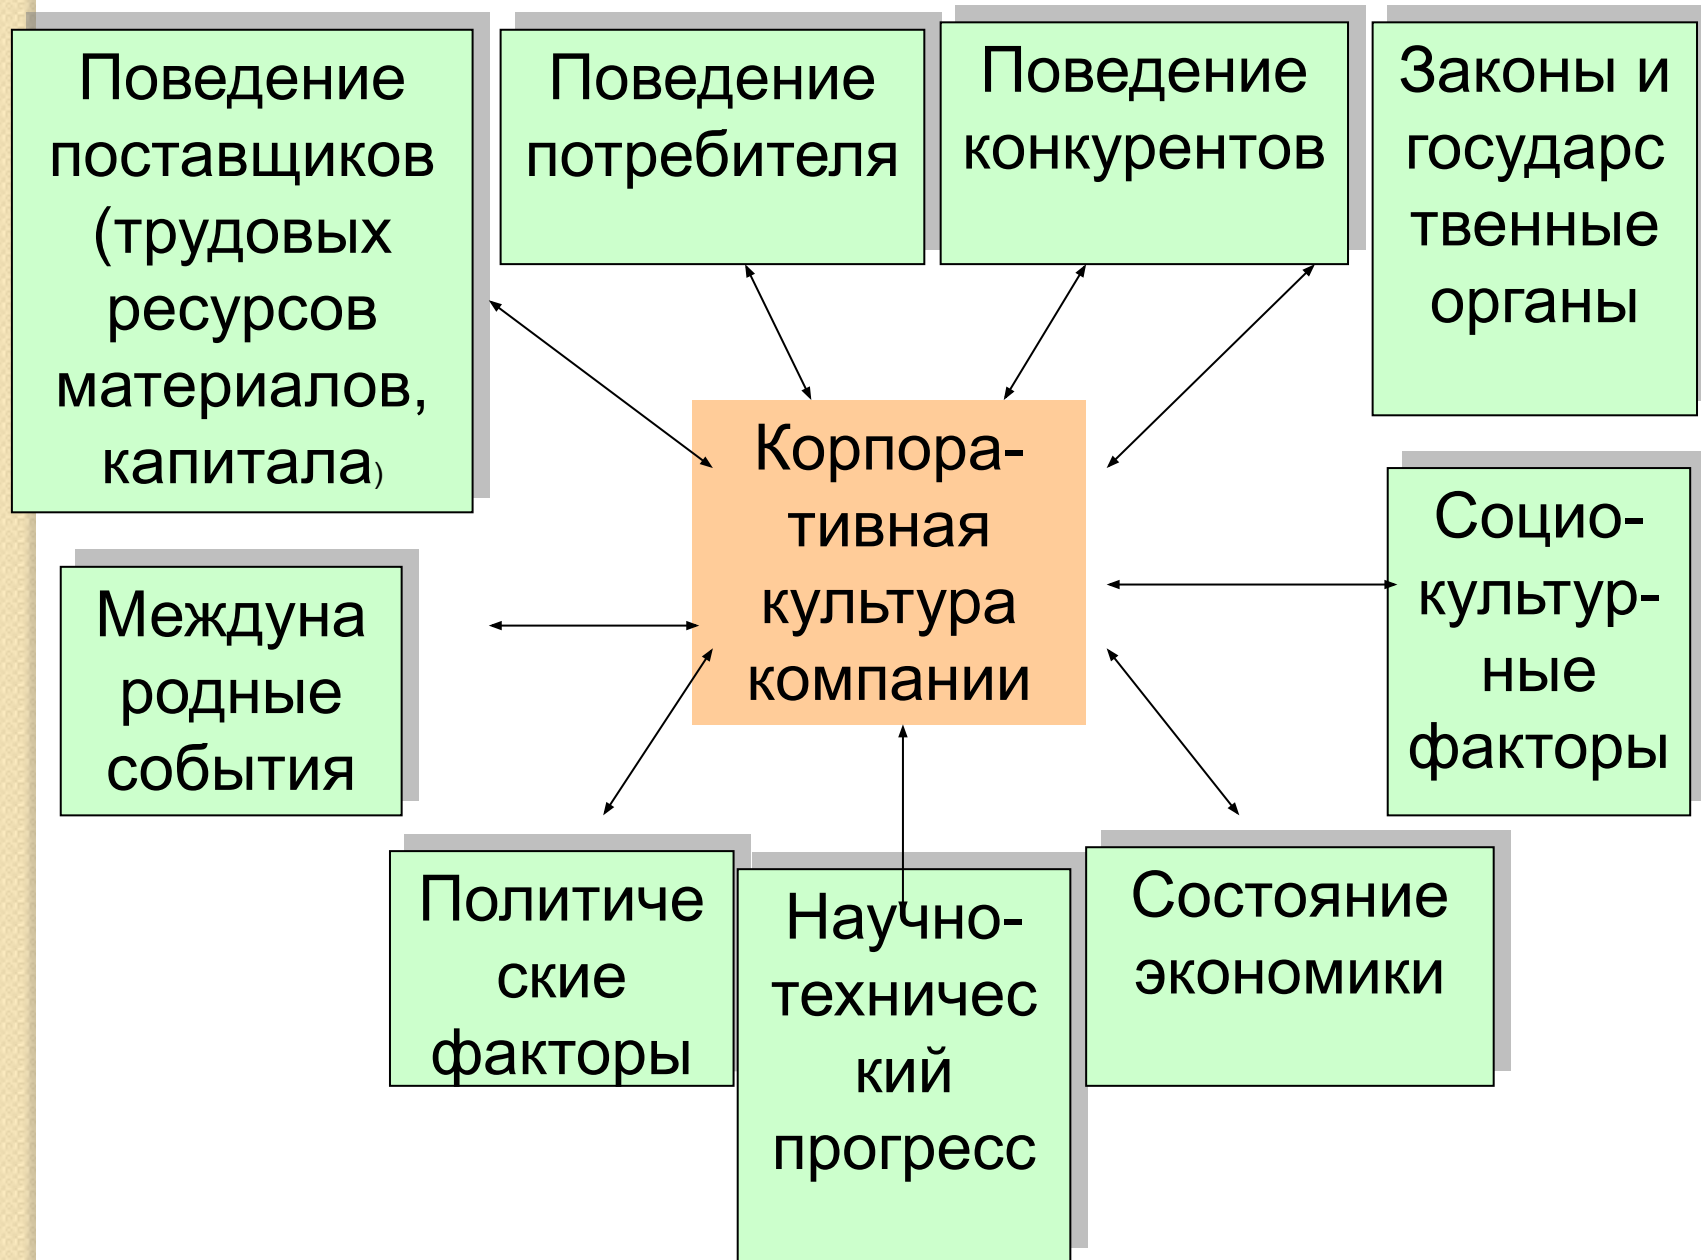 Поведение
поставщиков
(трудовых
ресурсов
материалов,
капитала)
Поведение
потребителя
Поведение
конкурентов
Законы и
государс
твенные
органы
Корпора-
тивная
культура
компании
Социо-
культур-
ные
факторы
Междуна
родные
события
Политиче
ские
факторы
Научно-
техничес
кий
прогресс
Состояние
экономики